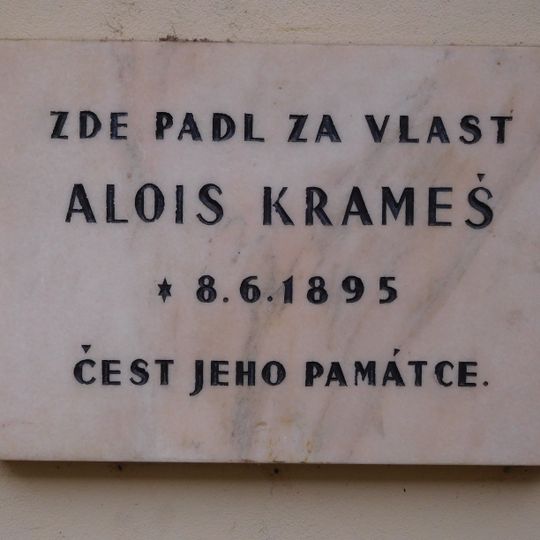 ZDE PADL ZA VLAST
ALOIS KRAMEŠ
* 8.6.1895
ČEST JEHO PAMÁTCE.